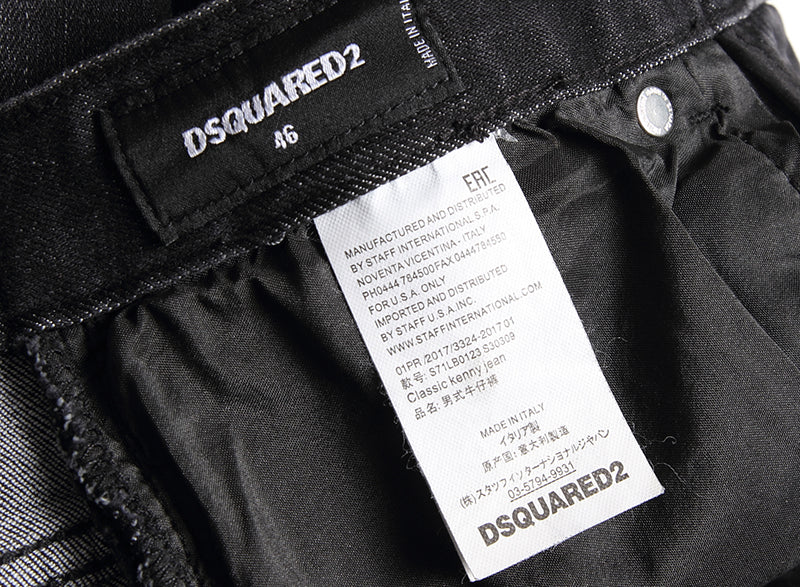 DSQUARED2
46
MADE IN ITAL
EAC
MANUFACTURED AND DISTRIBUTED
BY STAFF INTERNATIONAL S.P.A.
NOVENTA VICENTINA - ITALY
PH0444 784500FAX0444784550
FOR U.S.A. ONLY
IMPORTED AND DISTRIBUTED
BY STAFF U.S.A. INC.
WWW.STAFFINTERNATIONAL.COM
01PR /2017/3324-2017 01
款号: S71LB0123 S30309
Classic kenny jean
品名: 男式牛仔裤
MADE IN ITALY
イタリア製
原产国: 意大利製造
(株)スタッフインターナショナルジャパン
03-5794-9931
DSQUARED2